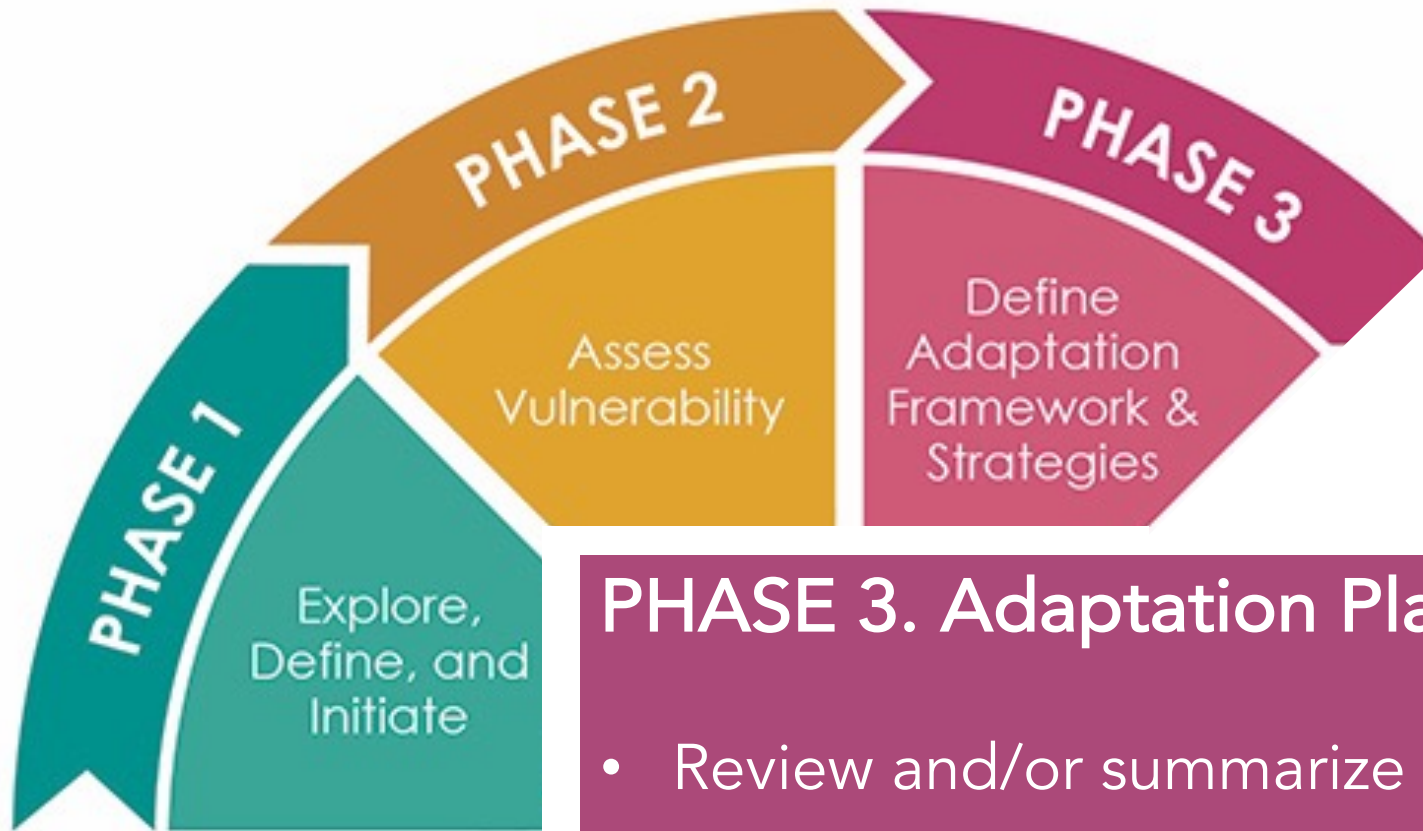 PHASE 1
Explore,
Define, and
Initiate
PHASE 2
Assess
Vulnerability
PHASE 3
Define
Adaptation
Framework &
Strategies
PHASE 3. Adaptation
• Review and/or summarize